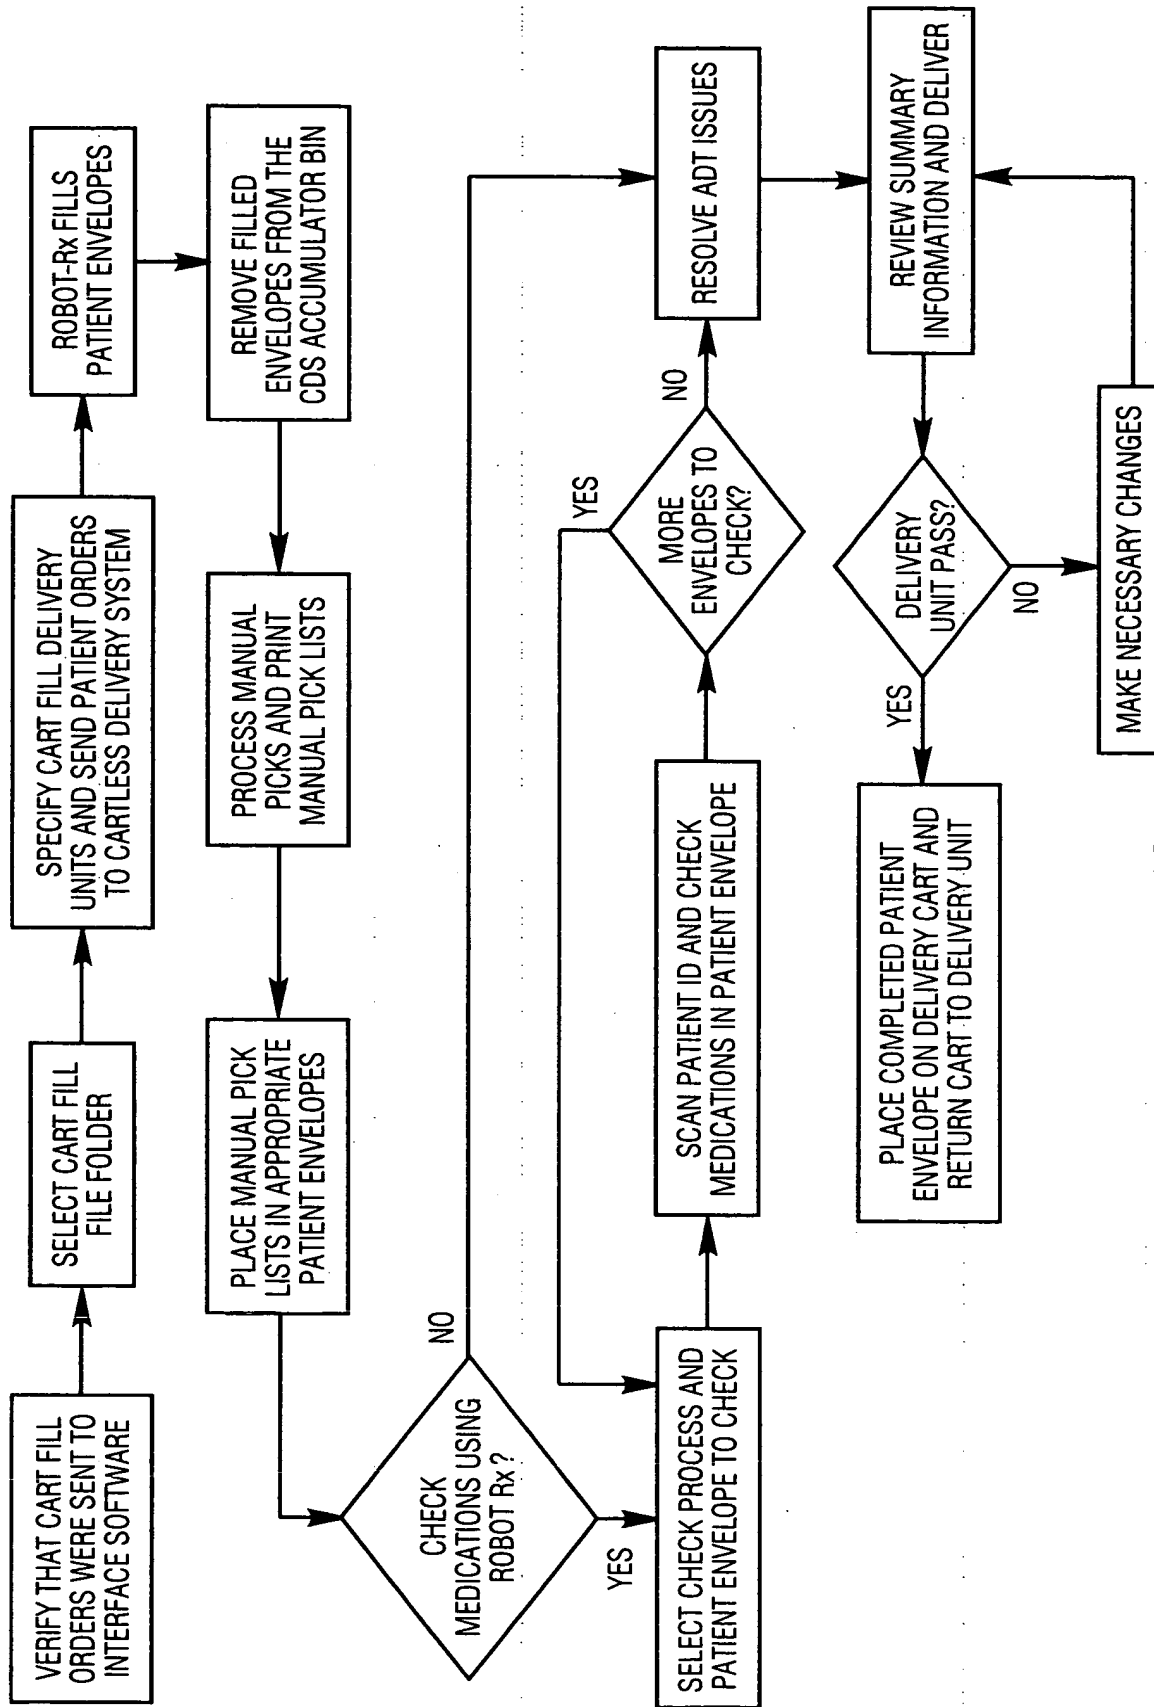 VERIFY THAT CART FILL
ORDERS WERE SENT TO
INTERFACE SOFTWARE
SELECT CART FILL
FILE FOLDER
SPECIFY CART FILL DELIVERY
UNITS AND SEND PATIENT ORDERS
TO CARTLESS DELIVERY SYSTEM
ROBOT-Rx FILLS
PATIENT ENVELOPES
REMOVE FILLED
ENVELOPES FROM THE
CDS ACCUMULATOR BIN
PROCESS MANUAL
PICKS AND PRINT
MANUAL PICK LISTS
PLACE MANUAL PICK
LISTS IN APPROPRIATE
PATIENT ENVELOPES
CHECK
MEDICATIONS USING
ROBOT Rx?
NO
YES
SELECT CHECK PROCESS AND
PATIENT ENVELOPE TO CHECK
SCAN PATIENT ID AND CHECK
MEDICATIONS IN PATIENT ENVELOPE
MORE
ENVELOPES TO
CHECK?
YES
NO
RESOLVE ADT ISSUES
REVIEW SUMMARY
INFORMATION AND DELIVER
DELIVERY
UNIT PASS?
YES
NO
PLACE COMPLETED PATIENT
ENVELOPE ON DELIVERY CART AND
RETURN CART TO DELIVERY UNIT
MAKE NECESSARY CHANGES